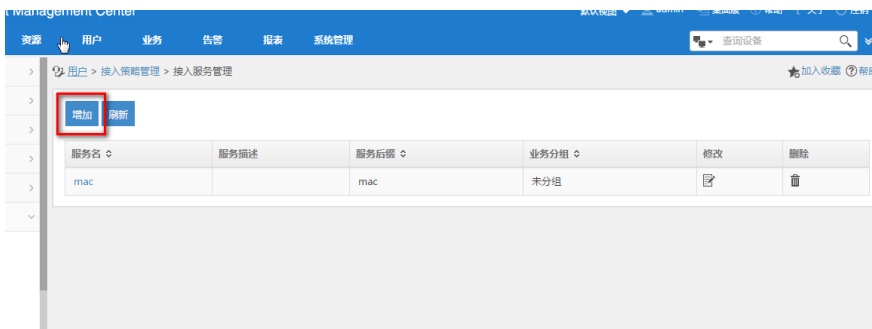 t Management Center 默认视图 admin 桌面版 帮助 关于 注销
资源 用户 业务 告警 报表 系统管理 查询设备
用户 > 接入策略管理 > 接入服务管理 加入收藏 帮助
增加 刷新
服务名 服务描述 服务后缀 业务分组 修改 删除
mac mac 未分组